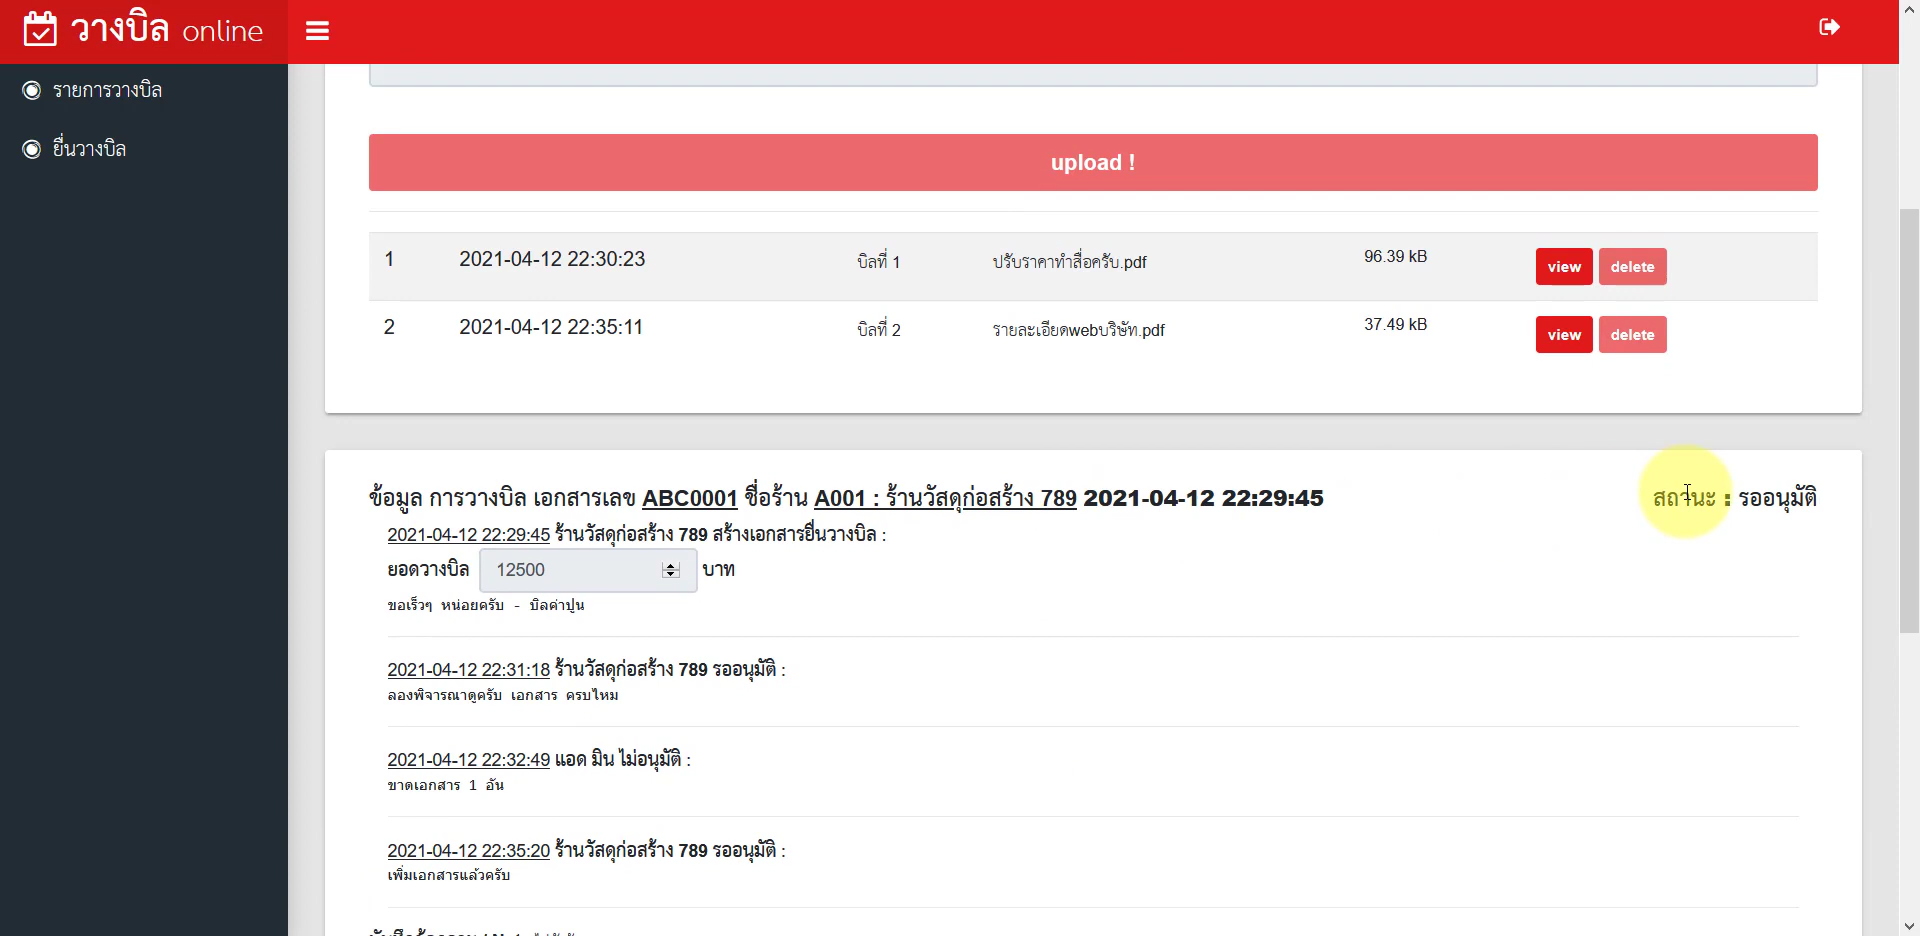 วางบิล online
รายการวางบิล
ยื่นวางบิล
upload !
1 2021-04-12 22:30:23 บิลที่ 1 ปรับราคาทำสื่อครับ.pdf 96.39 kB view delete
2 2021-04-12 22:35:11 บิลที่ 2 รายละเอียดwebบริษัท.pdf 37.49 kB view delete
ข้อมูล การวางบิล เอกสารเลข ABC0001 ชื่อร้าน A001 : ร้านวัสดุก่อสร้าง 789 2021-04-12 22:29:45 สถานะ : รออนุมัติ
2021-04-12 22:29:45 ร้านวัสดุก่อสร้าง 789 สร้างเอกสารยื่นวางบิล :
ยอดวางบิล 12500 บาท
ขอเร็วๆ หน่อยครับ - บิลค่าปูน
2021-04-12 22:31:18 ร้านวัสดุก่อสร้าง 789 รออนุมัติ :
ลองพิจารณาดูครับ เอกสาร ครบไหม
2021-04-12 22:32:49 แอด มิน ไม่อนุมัติ :
ขาดเอกสาร 1 อัน
2021-04-12 22:35:20 ร้านวัสดุก่อสร้าง 789 รออนุมัติ :
เพิ่มเอกสารแล้วครับ